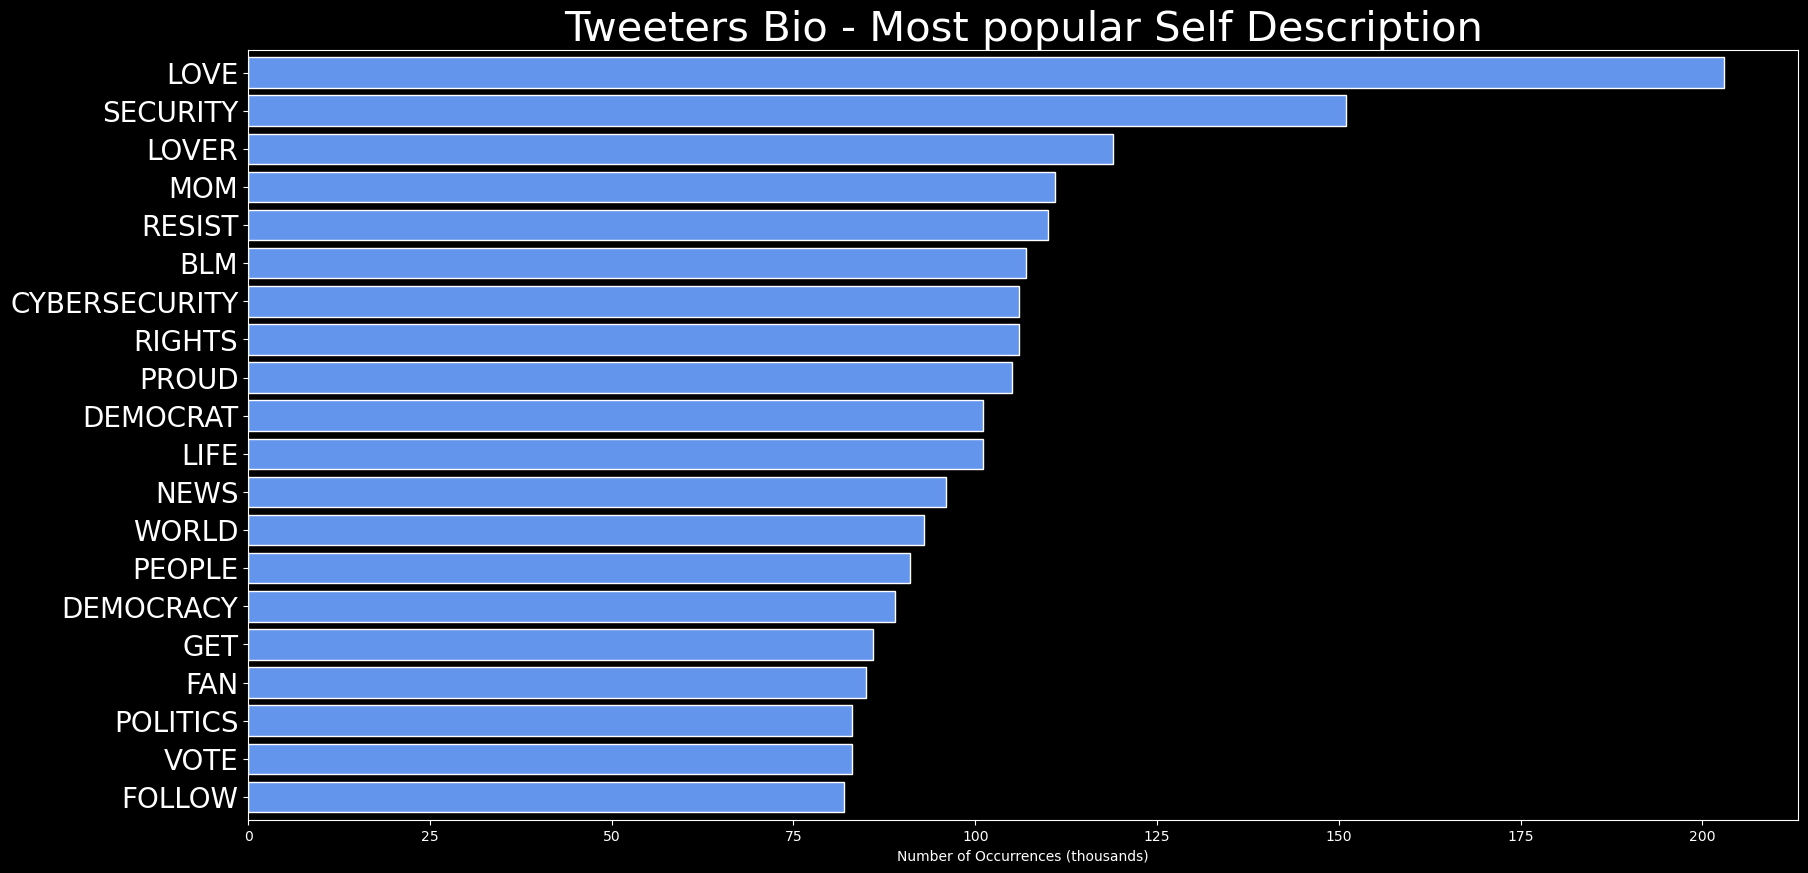 Tweeters Bio - Most popular Self Description
LOVE
SECURITY
LOVER
MOM
RESIST
BLM
CYBERSECURITY
RIGHTS
PROUD
DEMOCRAT
LIFE
NEWS
WORLD
PEOPLE
DEMOCRACY
GET
FAN
POLITICS
VOTE
FOLLOW
0 25 50 75 100 125 150 175 200
Number of Occurrences (thousands)